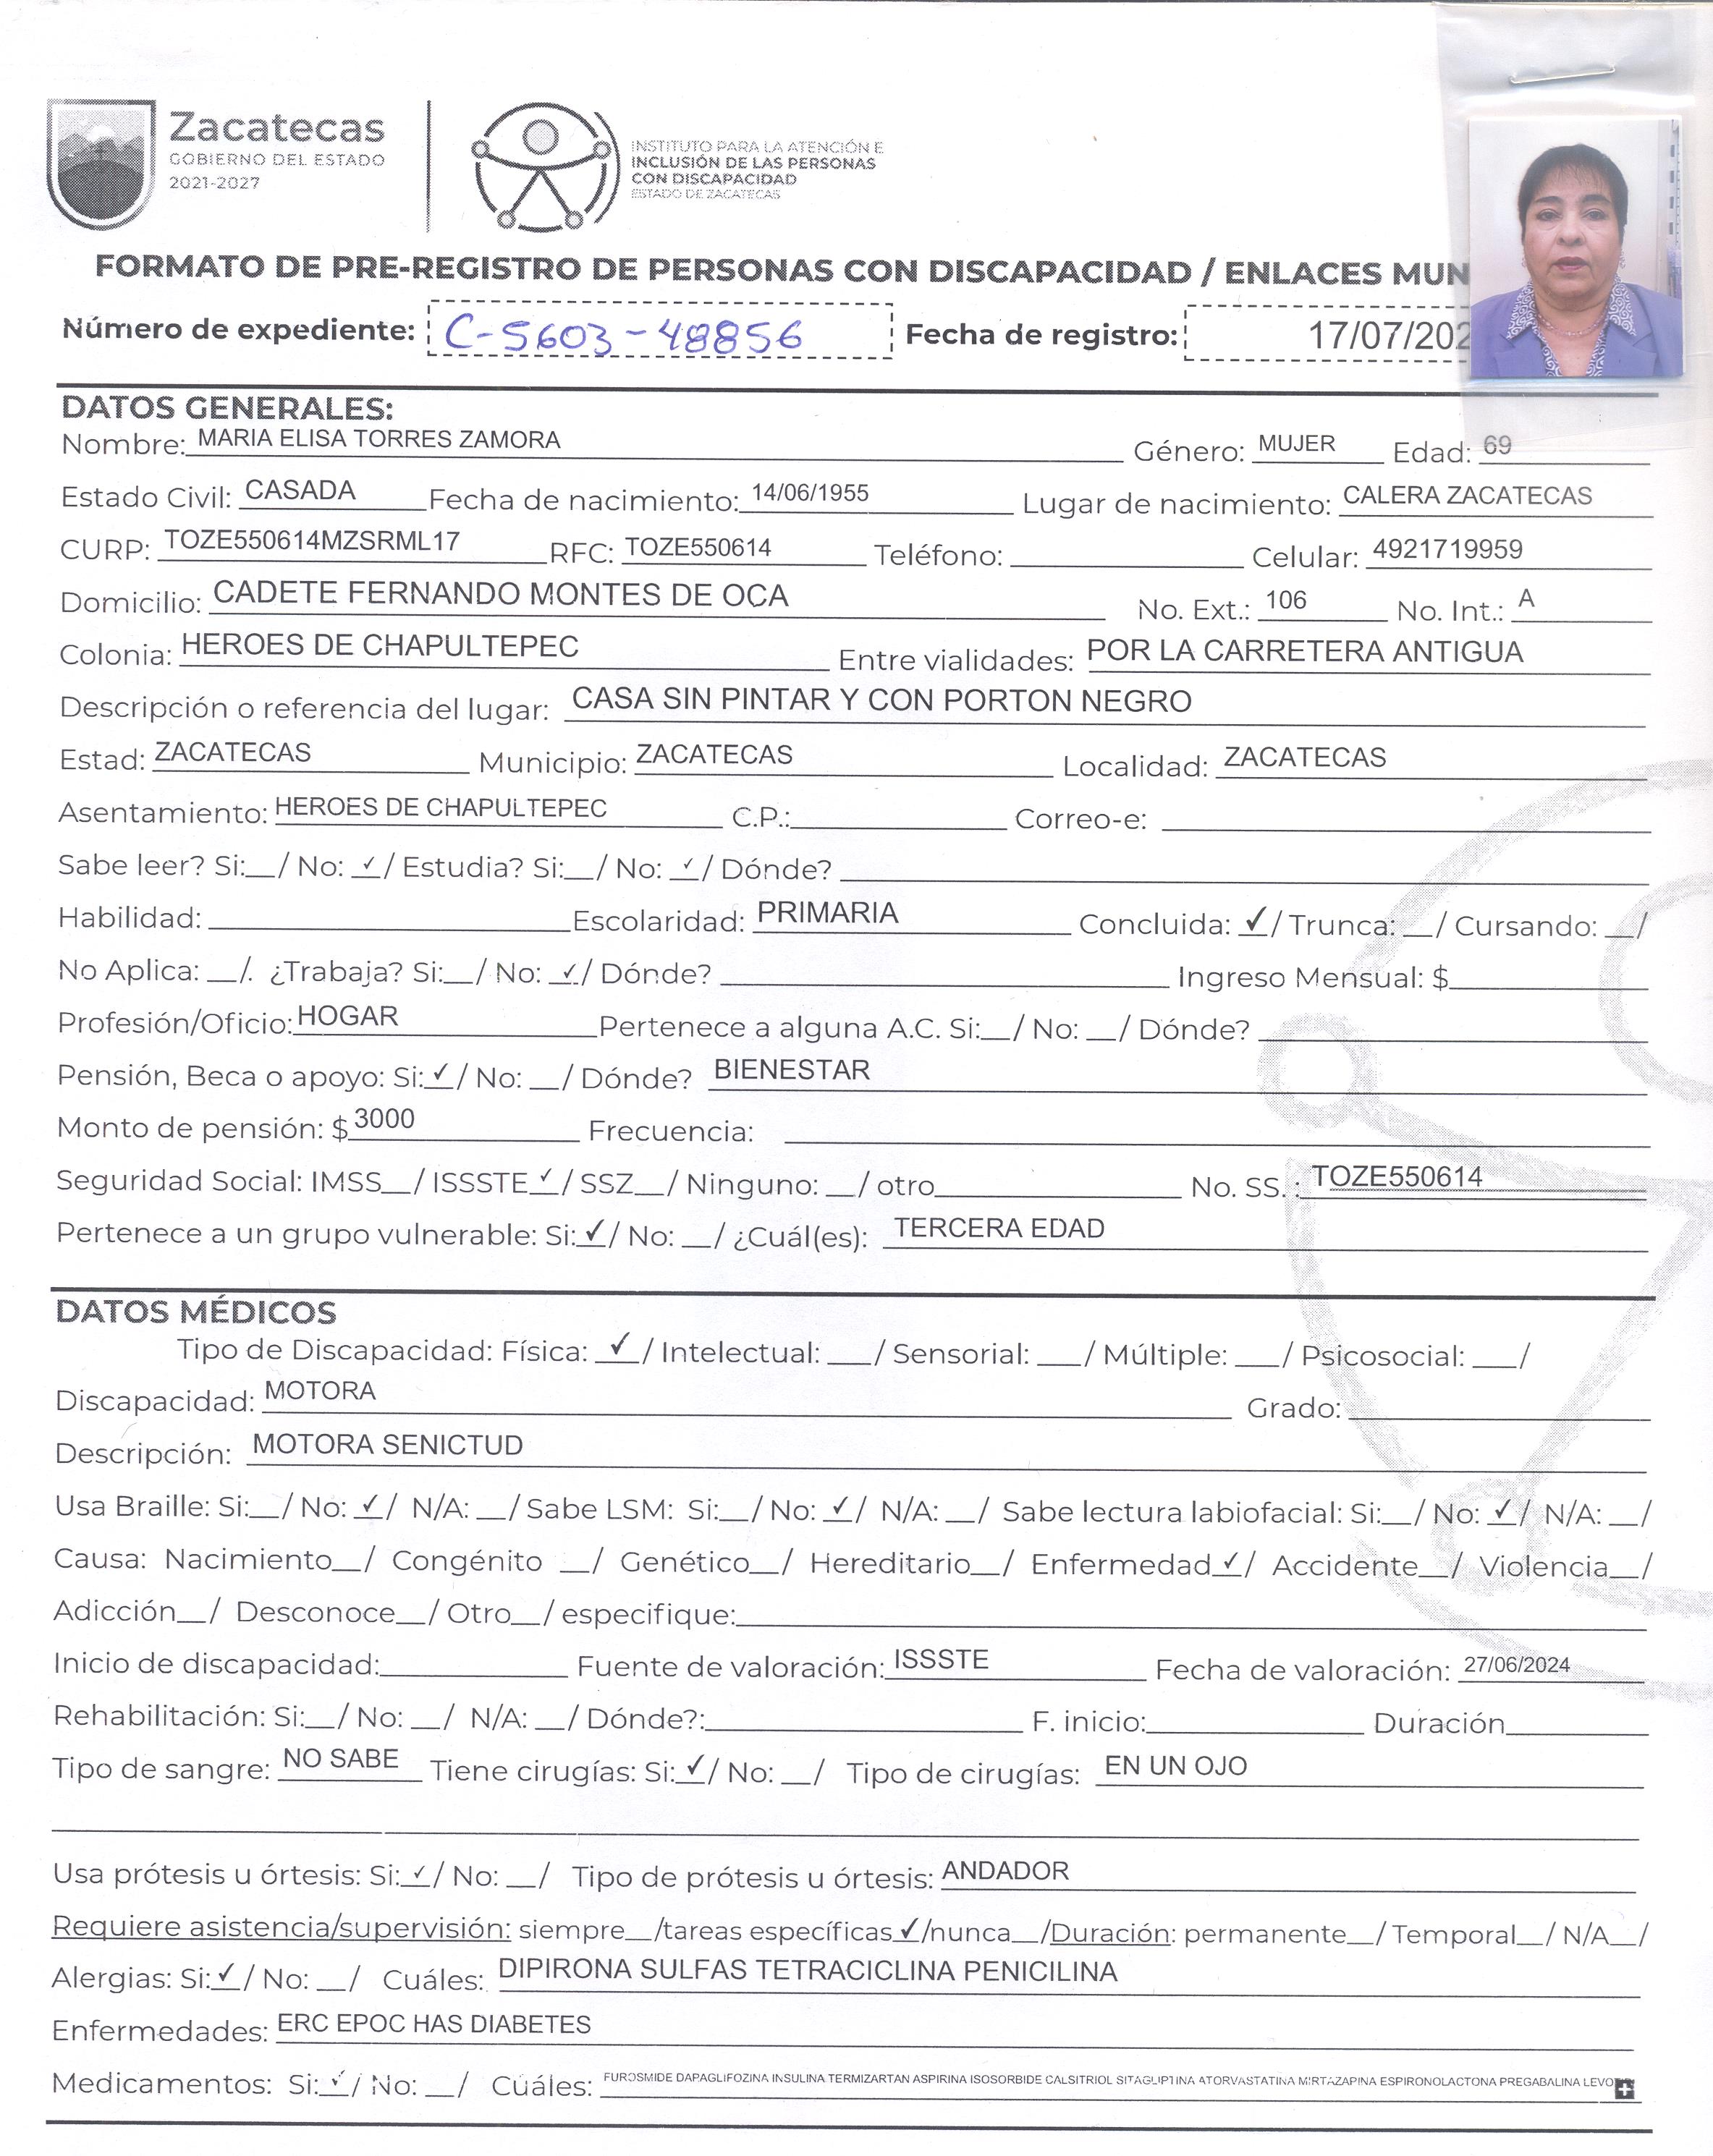 Zacatecas
GOBIERNO DEL ESTADO
2021-2027
INSTITUTO PARA LA ATENCIÓN E
INCLUSIÓN DE LAS PERSONAS
CON DISCAPACIDAD
ESTADO DE ZACATECAS
FORMATO DE PRE-REGISTRO DE PERSONAS CON DISCAPACIDAD / ENLACES MUN
Número de expediente: C-5603-48856 Fecha de registro: 17/07/202
DATOS GENERALES:
Nombre: MARIA ELISA TORRES ZAMORA Género: MUJER Edad: 69
Estado Civil: CASADA Fecha de nacimiento: 14/06/1955 Lugar de nacimiento: CALERA ZACATECAS
CURP: TOZE550614MZSRML17 RFC: TOZE550614 Teléfono: Celular: 4921719959
Domicilio: CADETE FERNANDO MONTES DE OCA No. Ext.: 106 No. Int.: A
Colonia: HEROES DE CHAPULTEPEC Entre vialidades: POR LA CARRETERA ANTIGUA
Descripción o referencia del lugar: CASA SIN PINTAR Y CON PORTON NEGRO
Estad: ZACATECAS Municipio: ZACATECAS Localidad: ZACATECAS
Asentamiento: HEROES DE CHAPULTEPEC C.P.: Correo-e:
Sabe leer? Si:__/ No: ✓/ Estudia? Si:__/ No: ✓/ Dónde?
Habilidad: Escolaridad: PRIMARIA Concluida: ✓/ Trunca: __/ Cursando: __/
No Aplica: __/. ¿Trabaja? Si:__/ No: ✓/ Dónde? Ingreso Mensual: $
Profesión/Oficio: HOGAR Pertenece a alguna A.C. Si:__/ No: __/ Dónde?
Pensión, Beca o apoyo: Si:✓/ No: __/ Dónde? BIENESTAR
Monto de pensión: $ 3000 Frecuencia:
Seguridad Social: IMSS__/ ISSSTE ✓/ SSZ__/ Ninguno: __/ otro No. SS. : TOZE550614
Pertenece a un grupo vulnerable: Si:✓/ No: __/ ¿Cuál(es): TERCERA EDAD
DATOS MÉDICOS
Tipo de Discapacidad: Física: ✓/ Intelectual: __/ Sensorial: __/ Múltiple: __/ Psicosocial: __/
Discapacidad: MOTORA Grado:
Descripción: MOTORA SENICTUD
Usa Braille: Si:__/ No: ✓/ N/A: __/ Sabe LSM: Si:__/ No: ✓/ N/A: __/ Sabe lectura labiofacial: Si:__/ No: ✓/ N/A: __/
Causa: Nacimiento__/ Congénito __/ Genético__/ Hereditario__/ Enfermedad ✓/ Accidente__/ Violencia__/
Adicción__/ Desconoce__/ Otro__/ especifique:
Inicio de discapacidad: Fuente de valoración: ISSSTE Fecha de valoración: 27/06/2024
Rehabilitación: Si:__/ No: __/ N/A: __/ Dónde?: F. inicio: Duración
Tipo de sangre: NO SABE Tiene cirugías: Si:✓/ No: __/ Tipo de cirugías: EN UN OJO
Usa prótesis u órtesis: Si:✓/ No: __/ Tipo de prótesis u órtesis: ANDADOR
Requiere asistencia/supervisión: siempre__/tareas específicas ✓/nunca__/Duración: permanente__/ Temporal__/ N/A__/
Alergias: Si:✓/ No: __/ Cuáles: DIPIRONA SULFAS TETRACICLINA PENICILINA
Enfermedades: ERC EPOC HAS DIABETES
Medicamentos: Si:✓/ No: __/ Cuáles: FUROSMIDE DAPAGLIFOZINA INSULINA TERMIZARTAN ASPIRINA ISOSORBIDE CALSITRIOL SITAGLIPTINA ATORVASTATINA MIRTAZAPINA ESPIRONOLACTONA PREGABALINA